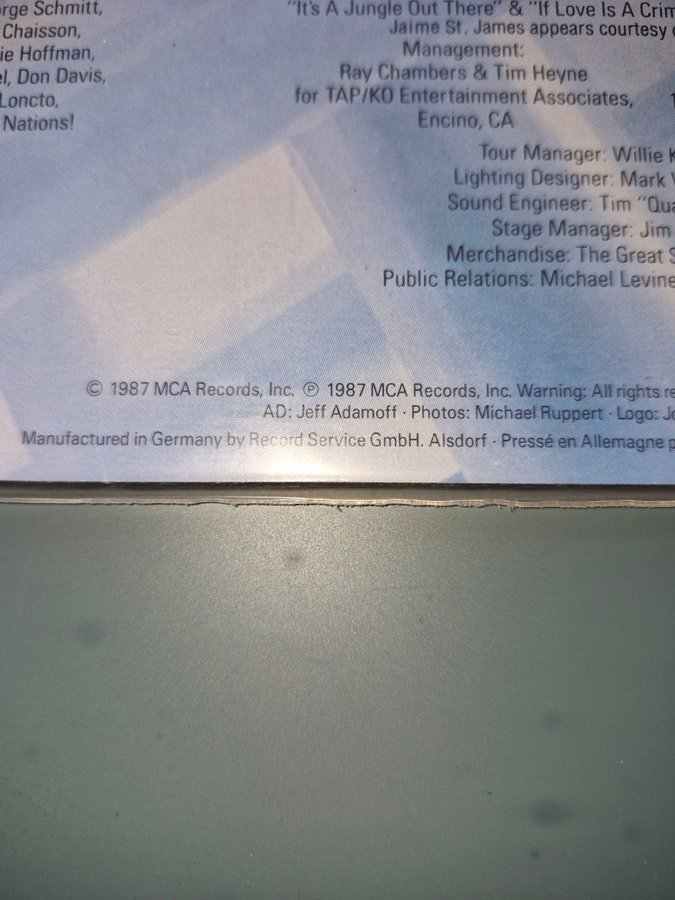 rge Schmitt,
Chaisson,
ie Hoffman,
el, Don Davis,
Loncto,
Nations!
"It's A Jungle Out There" & "If Love Is A Crim
Jaime St. James appears courtesy
Management:
Ray Chambers & Tim Heyne
for TAP/KO Entertainment Associates,
Encino, CA
Tour Manager: Willie K
Lighting Designer: Mark
Sound Engineer: Tim "Qua
Stage Manager: Jim
Merchandise: The Great S
Public Relations: Michael Levine
© 1987 MCA Records, Inc. ℗ 1987 MCA Records, Inc. Warning: All rights re
AD: Jeff Adamoff · Photos: Michael Ruppert · Logo: Jo
Manufactured in Germany by Record Service GmbH. Alsdorf · Pressé en Allemagne p